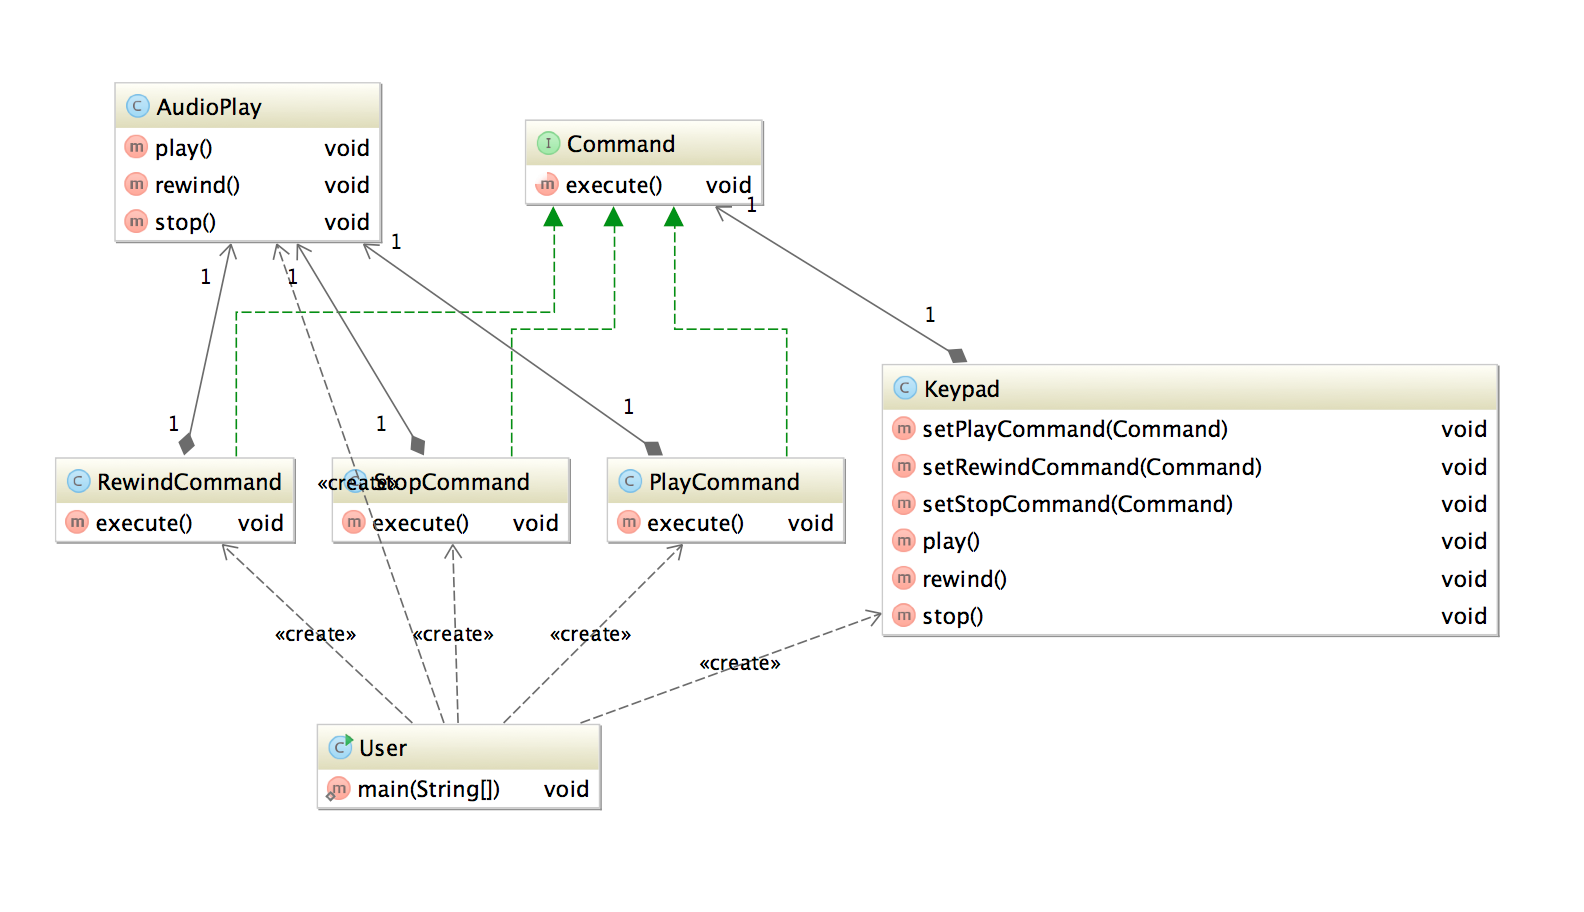 C AudioPlay
m play() void
m rewind() void
m stop() void
I Command
m execute() void
1
1
1
1
1
1
1
1
C RewindCommand
m execute() void
«create»
StopCommand
m execute() void
C PlayCommand
m execute() void
C Keypad
m setPlayCommand(Command) void
m setRewindCommand(Command) void
m setStopCommand(Command) void
m play() void
m rewind() void
m stop() void
«create»
«create»
«create»
«create»
C User
m main(String[]) void